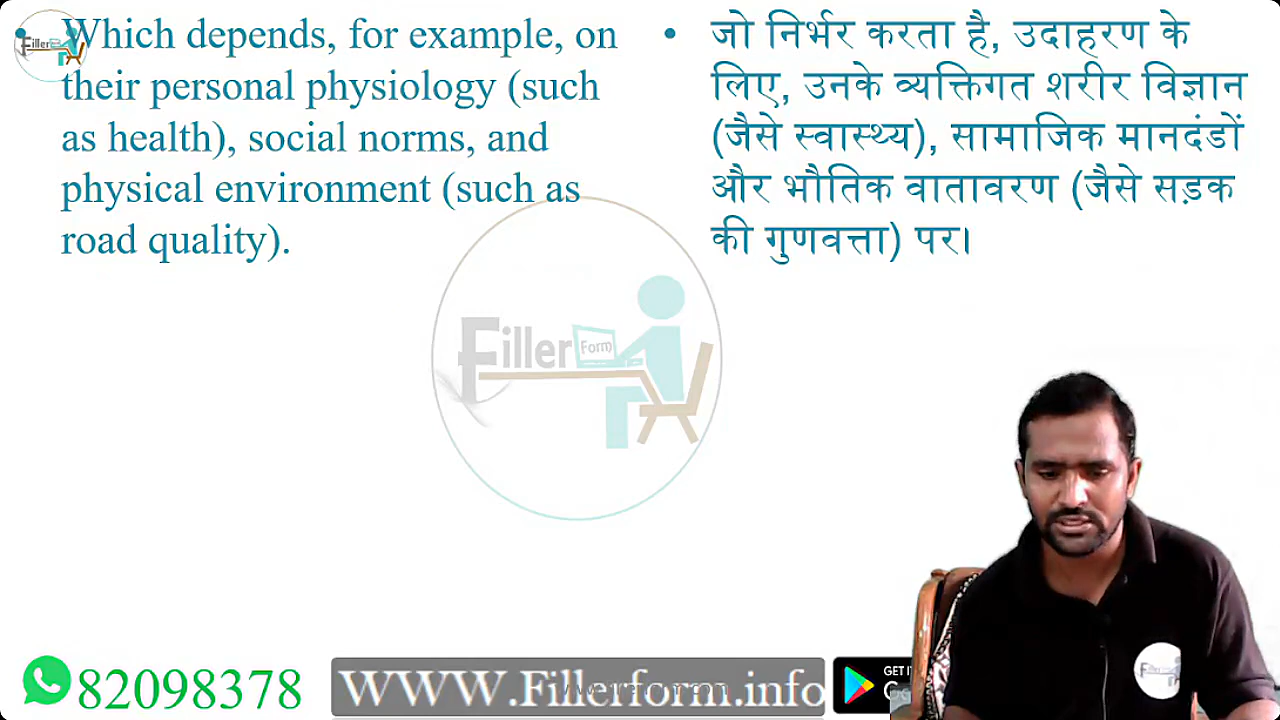 Which depends, for example, on
their personal physiology (such
as health), social norms, and
physical environment (such as
road quality).
जो निर्भर करता है, उदाहरण के
लिए, उनके व्यक्तिगत शरीर विज्ञान
(जैसे स्वास्थ्य), सामाजिक मानदंडों
और भौतिक वातावरण (जैसे सड़क
की गुणवत्ता) पर।
Filler Form
82098378
WWW.Fillerform.info
GET I